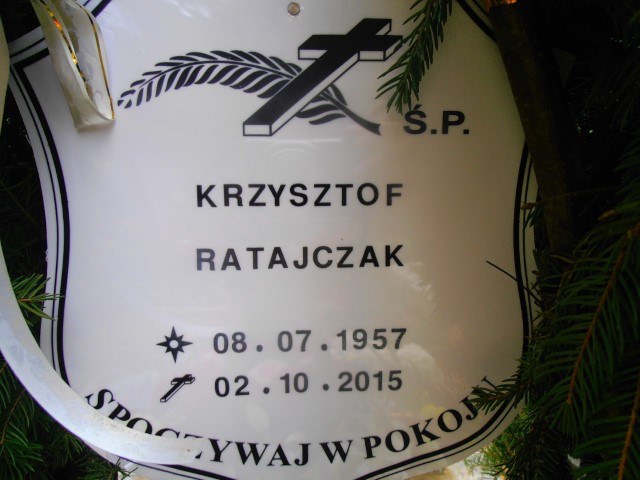 Ś.P.
KRZYSZTOF
RATAJCZAK
08.07.1957
02.10.2015
SPOCZYWAJ W POKOJU